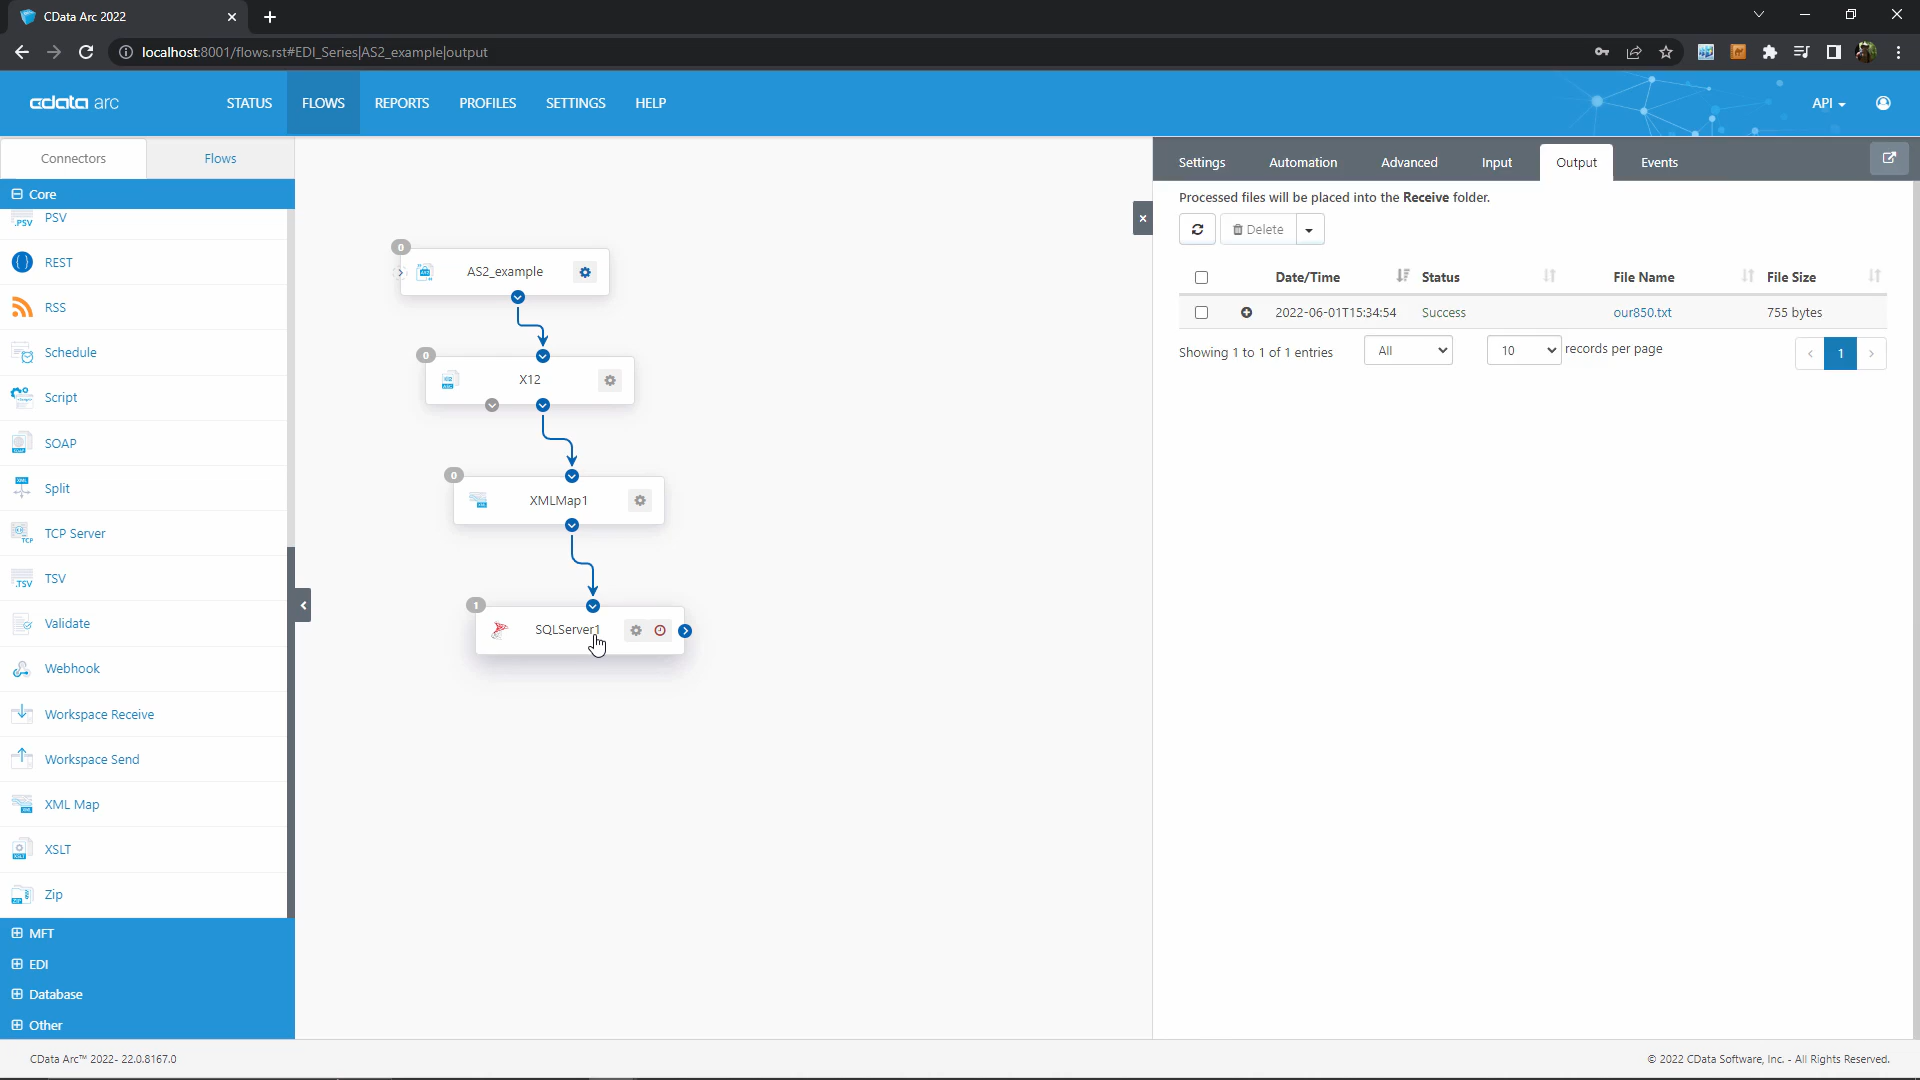 CData Arc 2022
localhost:8001/flows.rst#EDI_Series|AS2_example|output
cdata arc
STATUS
FLOWS
REPORTS
PROFILES
SETTINGS
HELP
API
Connectors
Flows
Core
PSV
REST
RSS
Schedule
Script
SOAP
Split
TCP Server
TSV
Validate
Webhook
Workspace Receive
Workspace Send
XML Map
XSLT
Zip
MFT
EDI
Database
Other
0
AS2_example
0
X12
0
XMLMap1
1
SQLServer1
Settings
Automation
Advanced
Input
Output
Events
Processed files will be placed into the Receive folder.
Delete
Date/Time
Status
File Name
File Size
2022-06-01T15:34:54
Success
our850.txt
755 bytes
Showing 1 to 1 of 1 entries
All
10
records per page
1
CData Arc™ 2022- 22.0.8167.0
© 2022 CData Software, Inc. - All Rights Reserved.